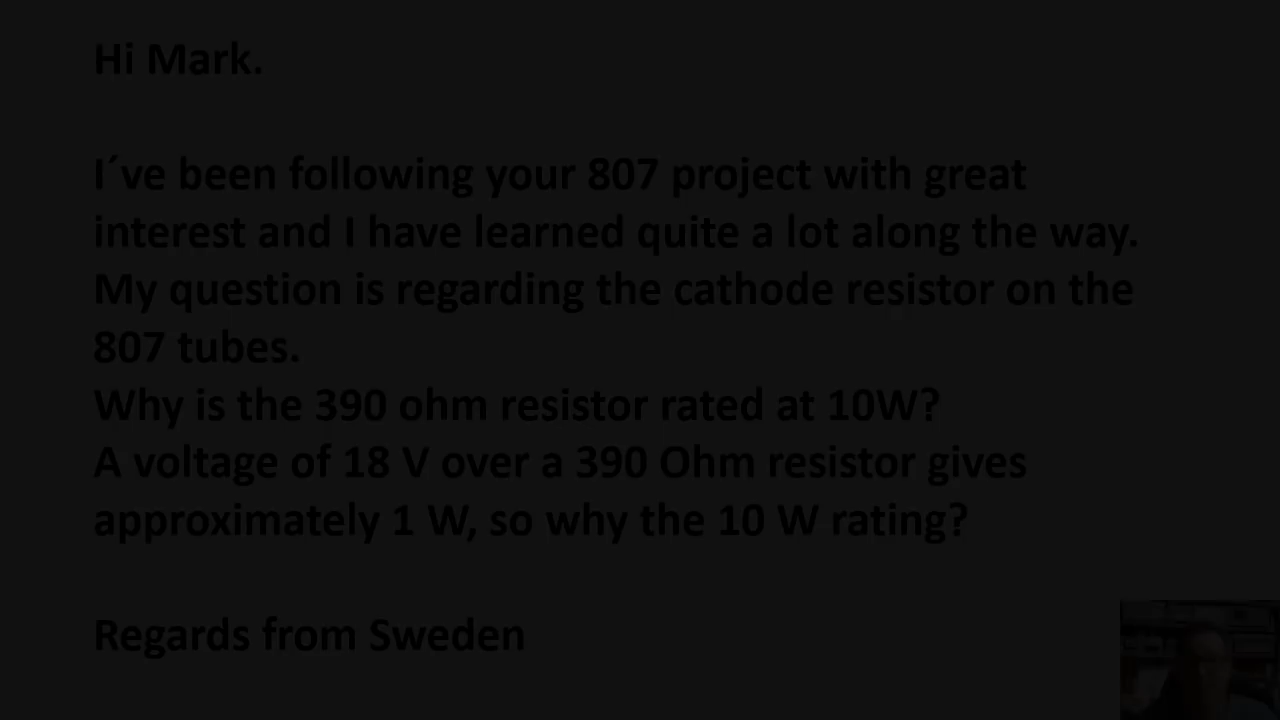 Hi Mark.
I´ve been following your 807 project with great
interest and I have learned quite a lot along the way.
My question is regarding the cathode resistor on the
807 tubes.
Why is the 390 ohm resistor rated at 10W?
A voltage of 18 V over a 390 Ohm resistor gives
approximately 1 W, so why the 10 W rating?
Regards from Sweden